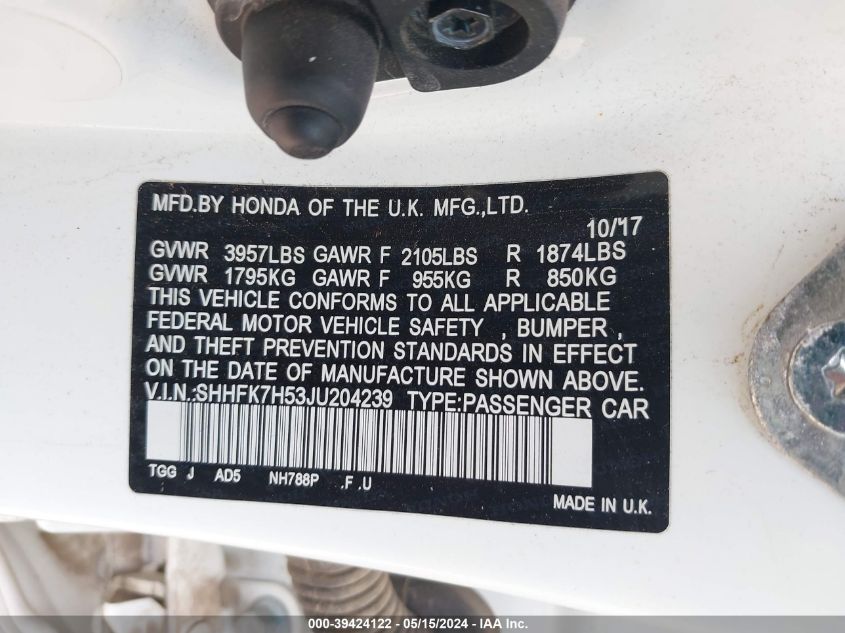 MFD.BY HONDA OF THE U.K. MFG.,LTD.
10/17
GVWR 3957LBS GAWR F 2105LBS R 1874LBS
GVWR 1795KG GAWR F 955KG R 850KG
THIS VEHICLE CONFORMS TO ALL APPLICABLE
FEDERAL MOTOR VEHICLE SAFETY , BUMPER ,
AND THEFT PREVENTION STANDARDS IN EFFECT
ON THE DATE OF MANUFACTURE SHOWN ABOVE.
V.I.N.:SHHFK7H53JU204239 TYPE:PASSENGER CAR
TGG J AD5 NH788P .F .U
MADE IN U.K.
000-39424122 - 05/15/2024 - IAA Inc.